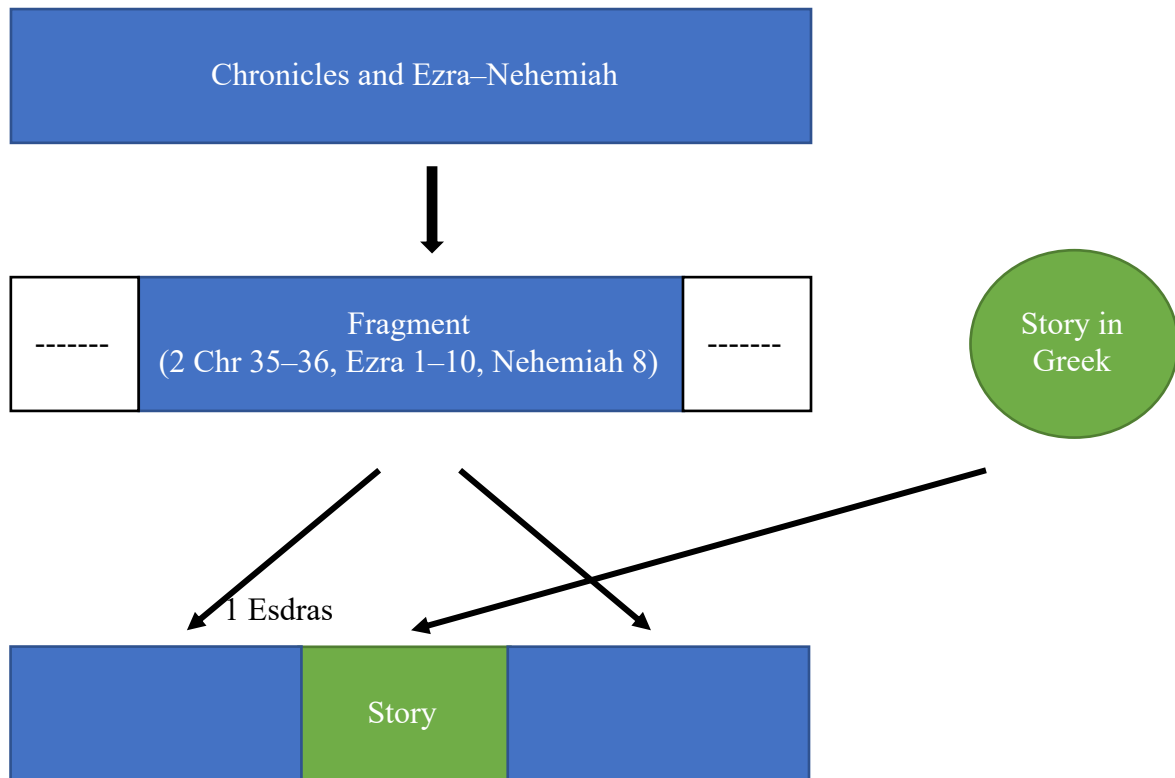 Chronicles and Ezra–Nehemiah
-------
Fragment
(2 Chr 35–36, Ezra 1–10, Nehemiah 8)
-------
Story in
Greek
1 Esdras
Story